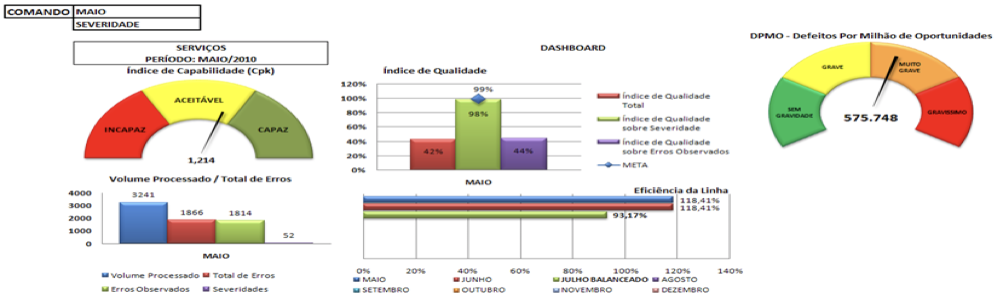 COMANDO MAIO
SEVERIDADE
SERVIÇOS
PERÍODO: MAIO/2010
DASHBOARD
DPMO - Defeitos Por Milhão de Oportunidades
Índice de Capabilidade (Cpk)
INCAPAZ
ACEITÁVEL
CAPAZ
1,214
Índice de Qualidade
120%
100%
80%
60%
40%
20%
0%
99%
98%
42%
44%
MAIO
Índice de Qualidade
Total
Índice de Qualidade
sobre Severidade
Índice de Qualidade
sobre Erros Observados
META
SEM
GRAVIDADE
GRAVE
MUITO
GRAVE
GRAVISSIMO
575.748
Volume Processado / Total de Erros
4000
3000
2000
1000
0
3241
1866
1814
52
MAIO
Volume Processado
Total de Erros
Erros Observados
Severidades
Eficiência da Linha
118,41%
118,41%
93,17%
0% 20% 40% 60% 80% 100% 120% 140%
MAIO JUNHO JULHO BALANCEADO AGOSTO
SETEMBRO OUTUBRO NOVEMBRO DEZEMBRO